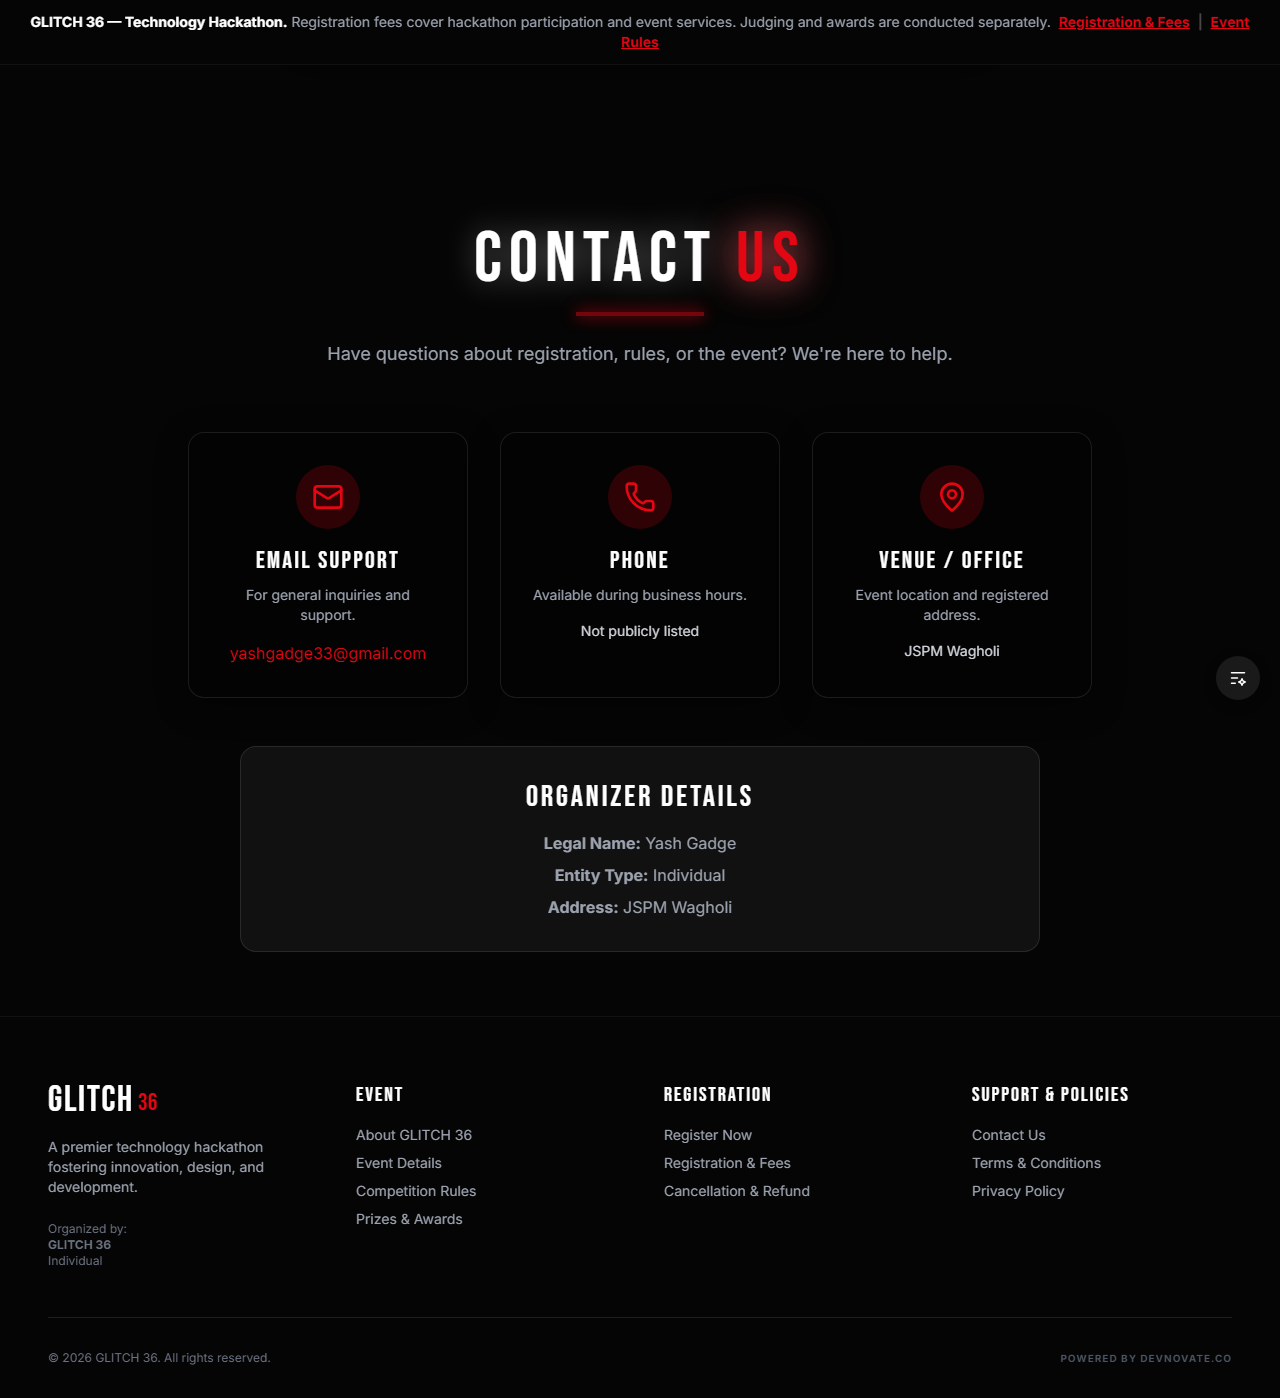 GLITCH 36 — Technology Hackathon. Registration fees cover hackathon participation and event services. Judging and awards are conducted separately. Registration & Fees | Event
Rules
CONTACT US
Have questions about registration, rules, or the event? We're here to help.
EMAIL SUPPORT
For general inquiries and
support.
yashgadge33@gmail.com
PHONE
Available during business hours.
Not publicly listed
VENUE / OFFICE
Event location and registered
address.
JSPM Wagholi
ORGANIZER DETAILS
Legal Name: Yash Gadge
Entity Type: Individual
Address: JSPM Wagholi
GLITCH 36
A premier technology hackathon
fostering innovation, design, and
development.
Organized by:
GLITCH 36
Individual
EVENT
About GLITCH 36
Event Details
Competition Rules
Prizes & Awards
REGISTRATION
Register Now
Registration & Fees
Cancellation & Refund
SUPPORT & POLICIES
Contact Us
Terms & Conditions
Privacy Policy
© 2026 GLITCH 36. All rights reserved.
POWERED BY DEVNOVATE.CO